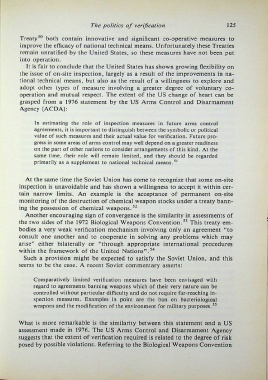 The politics of verification 125
Treaty⁵⁰ both contain innovative and significant co-operative measures to
improve the efficacy of national technical means. Unfortunately these Treaties
remain unratified by the United States, so these measures have not been put
into operation.
It is fair to conclude that the United States has shown growing flexibility on
the issue of on-site inspection, largely as a result of the improvements in na-
tional technical means, but also as the result of a willingness to explore and
adopt other types of measure involving a greater degree of voluntary co-
operation and mutual respect. The extent of the US change of heart can be
grasped from a 1976 statement by the US Arms Control and Disarmament
Agency (ACDA):
In estimating the role of inspection measures in future arms control
agreements, it is important to distinguish between the symbolic or political
value of such measures and their actual value for verification. Future pro-
gress in some areas of arms control may well depend on a greater readiness
on the part of other nations to consider arrangements of this kind. At the
same time, their role will remain limited, and they should be regarded
primarily as a supplement to national technical means.
At the same time the Soviet Union has come to recognize that some on-site
inspection is unavoidable and has shown a willingness to accept it within cer-
tain narrow limits. An example is the acceptance of permanent on-site
monitoring of the destruction of chemical weapon stocks under a treaty bann-
ing the possession of chemical weapons.
Another encouraging sign of convergence is the similarity in assessments of
the two sides of the 1972 Biological Weapons Convention. This treaty em-
bodies a very weak verification mechanism involving only an agreement "to
consult one another and to cooperate in solving any problems which may
arise" either bilaterally or "through appropriate international procedures
within the framework of the United Nations".
Such a provision might be expected to satisfy the Soviet Union, and this
seems to be the case. A recent Soviet commentary asserts:
Comparatively limited verification measures have been envisaged with
regard to agreements banning weapons which of their very nature can be
controlled without particular difficulty and do not require far-reaching in-
spection measures. Examples in point are the ban on bacteriological
weapons and the modification of the environment for military purposes.
What is more remarkable is the similarity between this statement and a US
assessment made in 1976. The US Arms Control and Disarmament Agency
suggests that the extent of verification required is related to the degree of risk
posed by possible violations. Referring to the Biological Weapons Convention